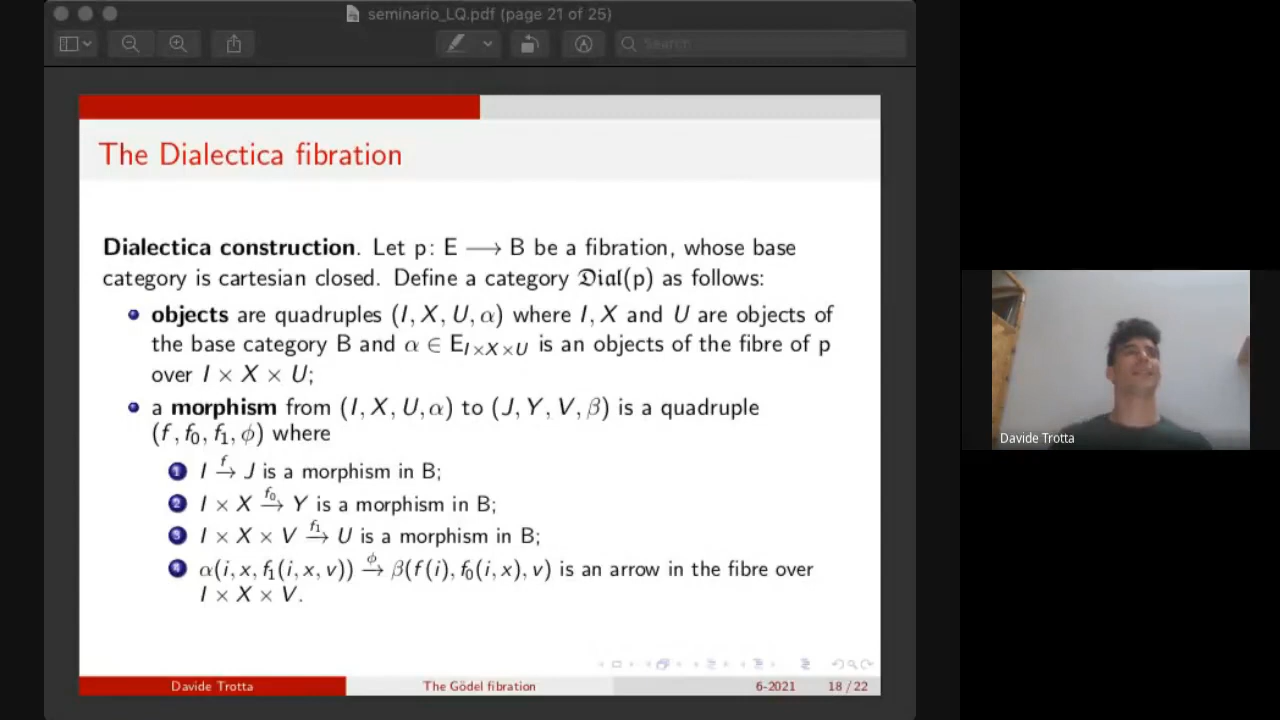 seminario_LQ.pdf (page 21 of 25)
Search
The Dialectica fibration
Dialectica construction. Let p: E ⟶ B be a fibration, whose base
category is cartesian closed. Define a category 𝔇𝔦𝔞𝔩(p) as follows:
objects are quadruples (I, X, U, α) where I, X and U are objects of
the base category B and α ∈ E_{I×X×U} is an objects of the fibre of p
over I × X × U;
a morphism from (I, X, U, α) to (J, Y, V, β) is a quadruple
(f, f₀, f₁, ϕ) where
1 I →^f J is a morphism in B;
2 I × X →^{f₀} Y is a morphism in B;
3 I × X × V →^{f₁} U is a morphism in B;
4 α(i, x, f₁(i, x, v)) →^ϕ β(f(i), f₀(i, x), v) is an arrow in the fibre over
I × X × V.
Davide Trotta
The Gödel fibration
6-2021
18 / 22
Davide Trotta